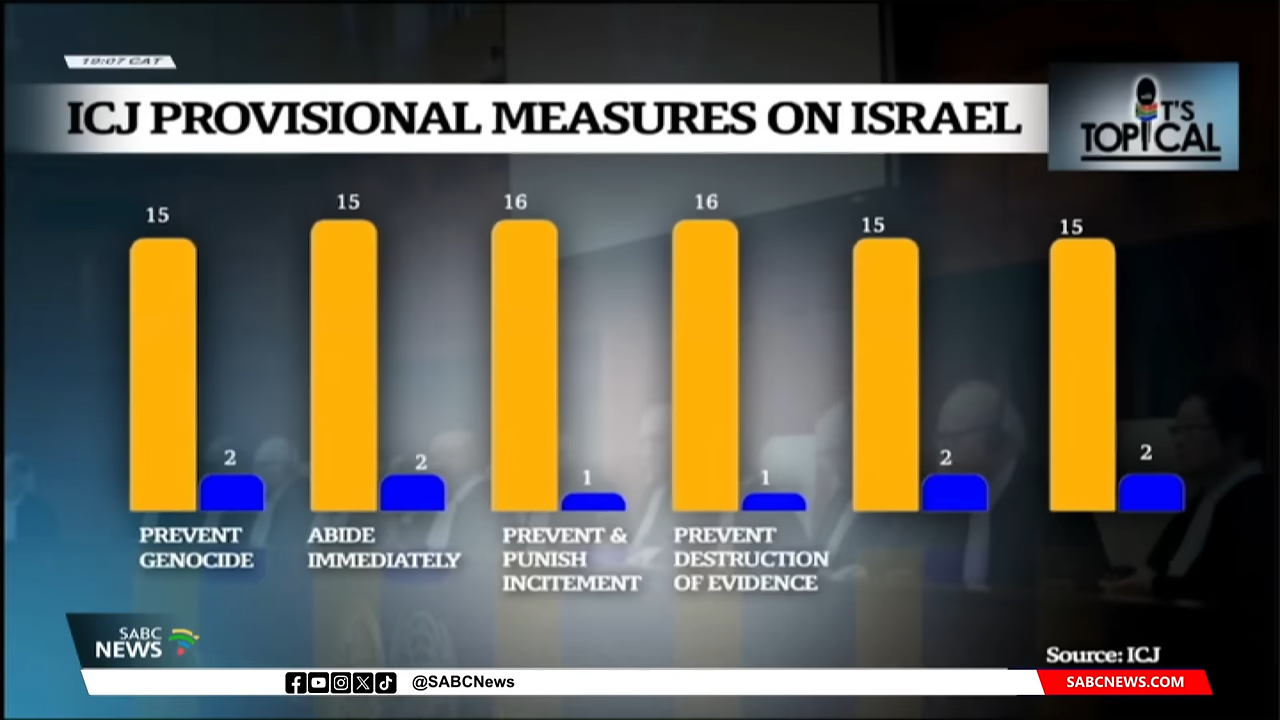 19:07 CAT
ICJ PROVISIONAL MEASURES ON ISRAEL
IT'S
TOPICAL
15
2
15
2
16
1
16
1
15
2
15
2
PREVENT
GENOCIDE
ABIDE
IMMEDIATELY
PREVENT &
PUNISH
INCITEMENT
PREVENT
DESTRUCTION
OF EVIDENCE
SABC
NEWS
Source: ICJ
@SABCNews
SABCNEWS.COM